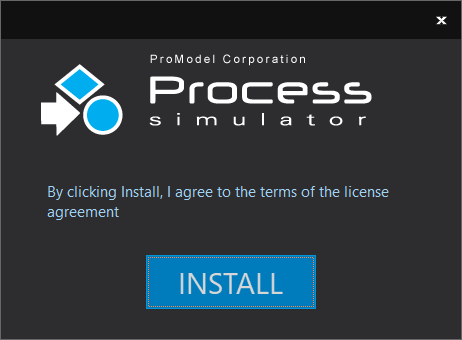 ProModel Corporation
Process
simulator
By clicking Install, I agree to the terms of the license
agreement
INSTALL